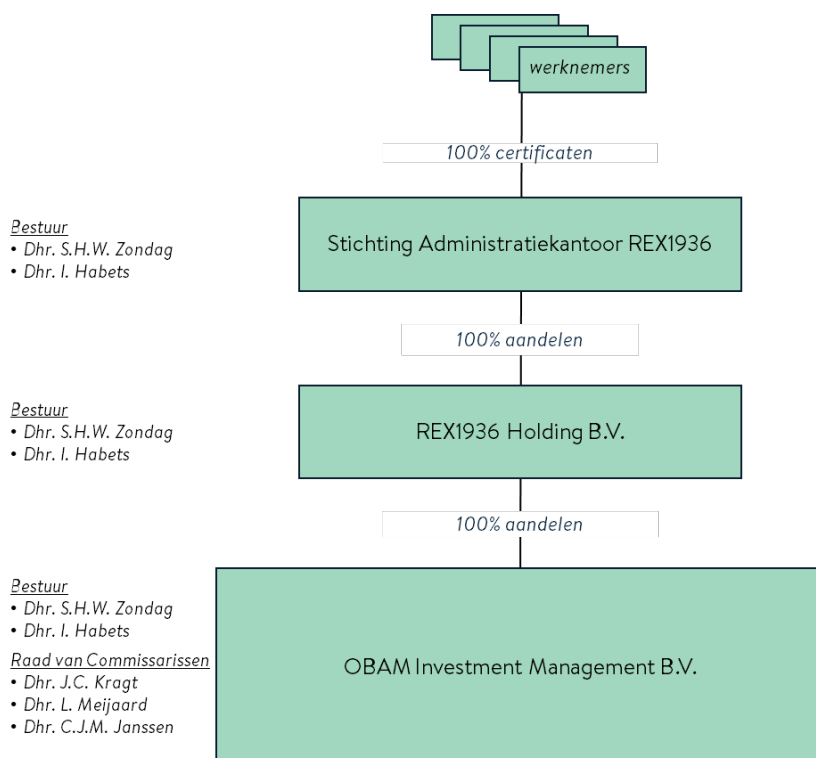 werknemers
100% certificaten
Bestuur
• Dhr. S.H.W. Zondag
• Dhr. I. Habets
Stichting Administratiekantoor REX1936
100% aandelen
Bestuur
• Dhr. S.H.W. Zondag
• Dhr. I. Habets
REX1936 Holding B.V.
100% aandelen
Bestuur
• Dhr. S.H.W. Zondag
• Dhr. I. Habets
Raad van Commissarissen
• Dhr. J.C. Kragt
• Dhr. L. Meijaard
• Dhr. C.J.M. Janssen
OBAM Investment Management B.V.